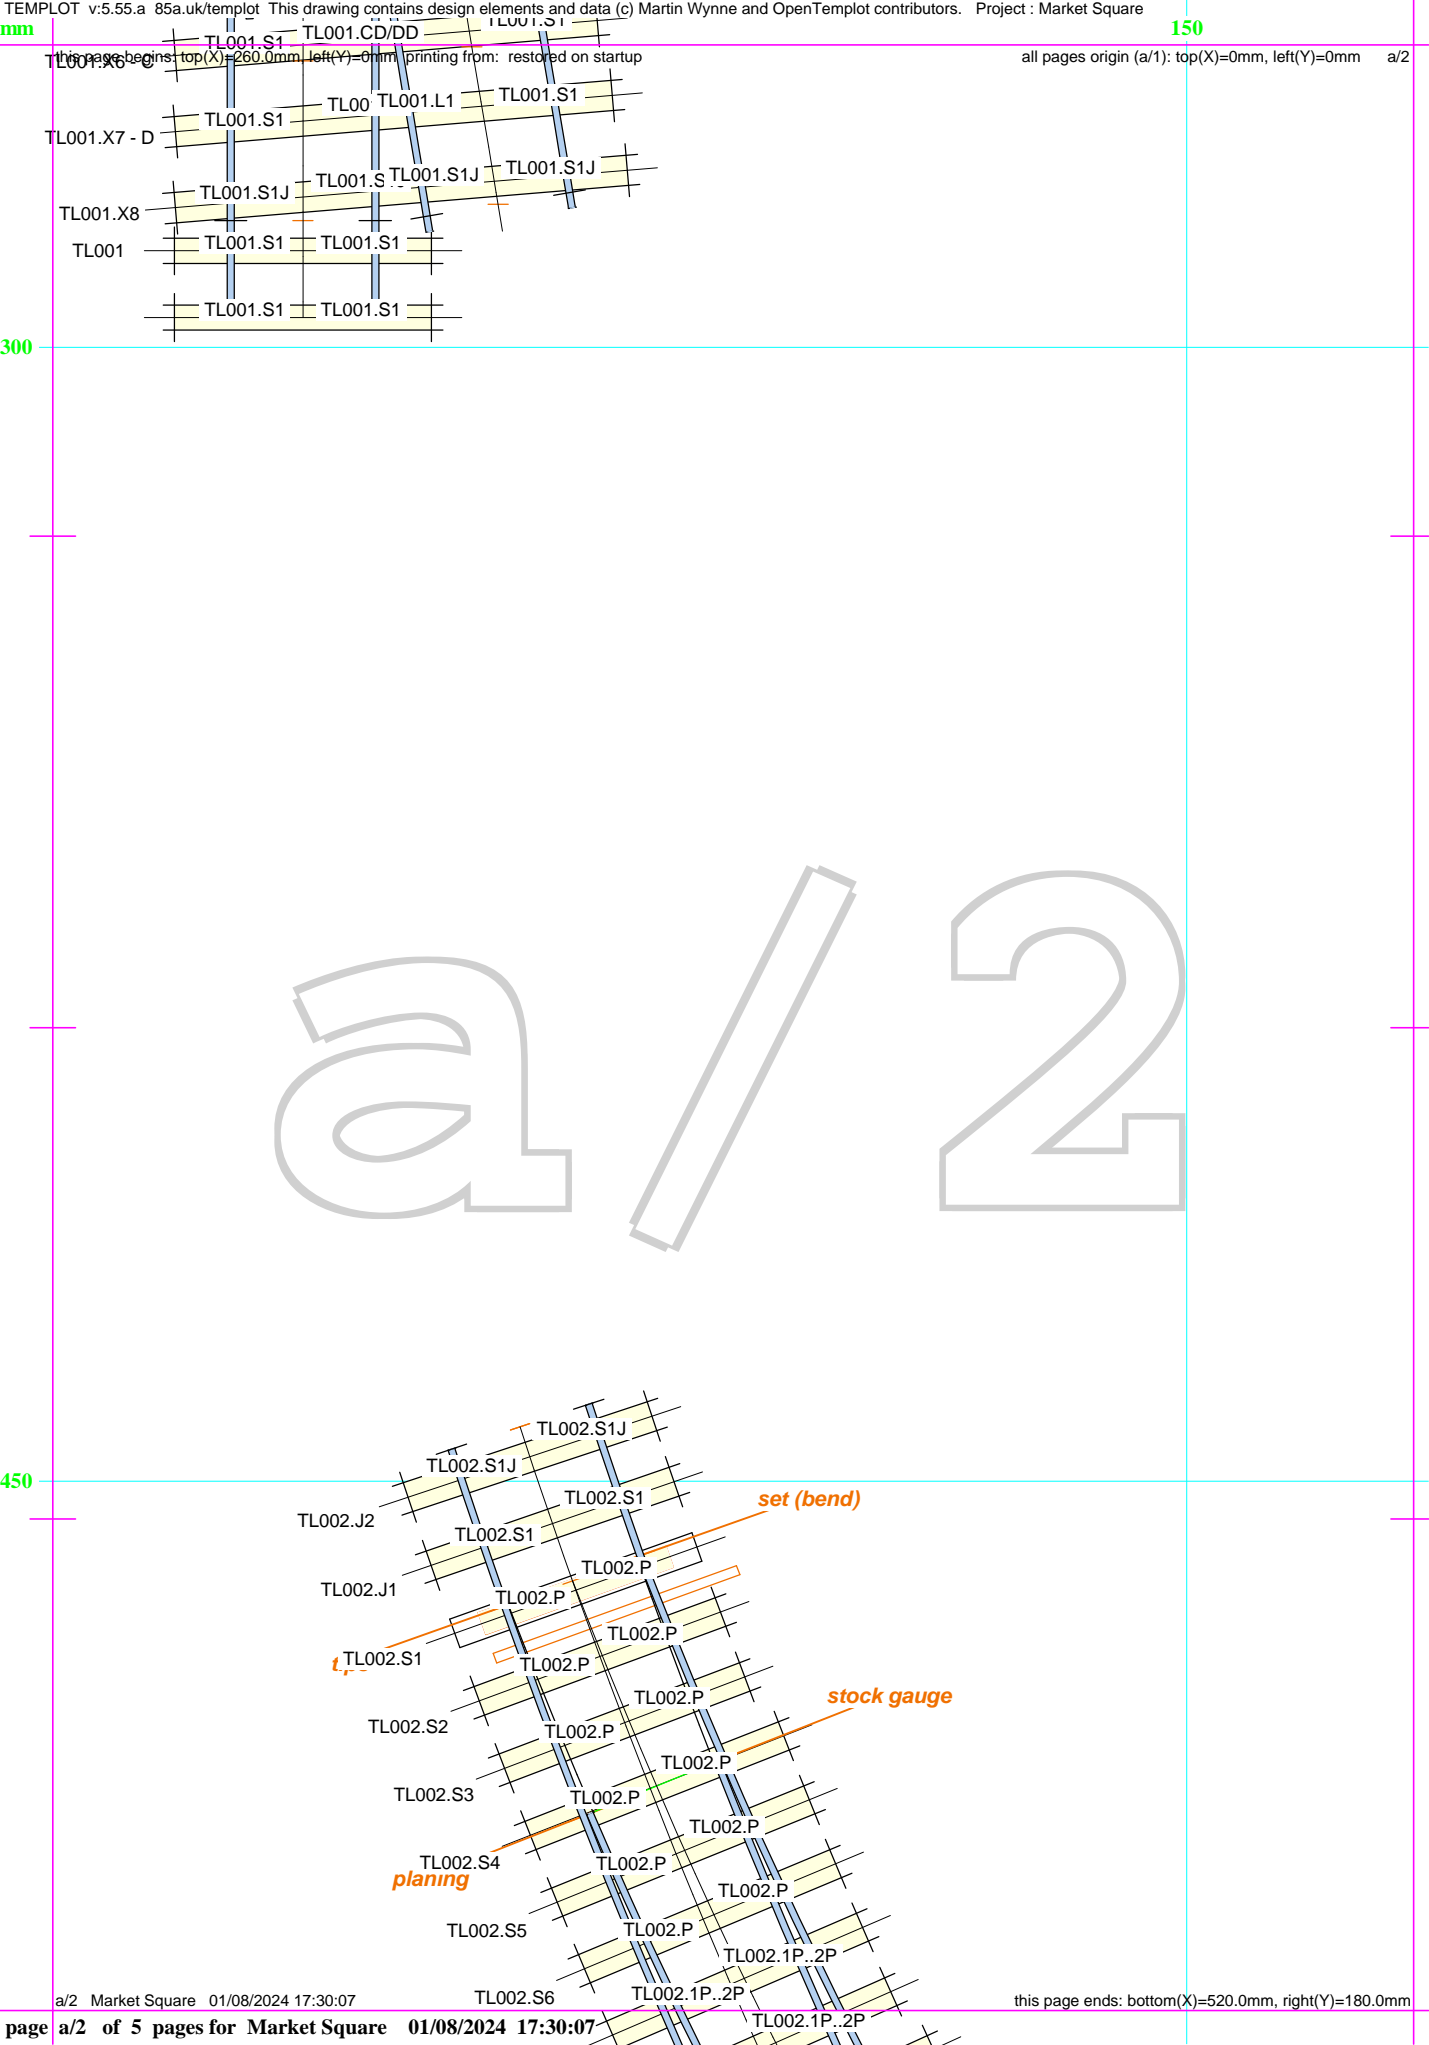 TEMPLOT v:5.55.a 85a.uk/templot This drawing contains design elements and data (c) Martin Wynne and OpenTemplot contributors. Project : Market Square
mm
150
TL001.S1
TL001.CD/DD
TL001.S1
TL001.X6 - C
this page begins: top(X)=260.0mm, left(Y)=0mm printing from: restored on startup
all pages origin (a/1): top(X)=0mm, left(Y)=0mm a/2
TL001.S1
TL00
TL001.L1
TL001.S1
TL001.X7 - D
TL001.S1J
TL001.S
TL001.S1J
TL001.S1J
TL001.X8
TL001.S1
TL001.S1
TL001
TL001.S1
TL001.S1
300
a/2
TL002.S1J
TL002.S1J
450
TL002.S1
set (bend)
TL002.J2
TL002.S1
TL002.P
TL002.J1
TL002.P
TL002.P
TL002.S1
TL002.P
TL002.P
stock gauge
TL002.S2
TL002.P
TL002.P
TL002.S3
TL002.P
TL002.P
TL002.S4
TL002.P
planing
TL002.P
TL002.S5
TL002.P
TL002.1P..2P
TL002.S6
TL002.1P..2P
a/2 Market Square 01/08/2024 17:30:07
this page ends: bottom(X)=520.0mm, right(Y)=180.0mm
TL002.1P..2P
page a/2 of 5 pages for Market Square 01/08/2024 17:30:07